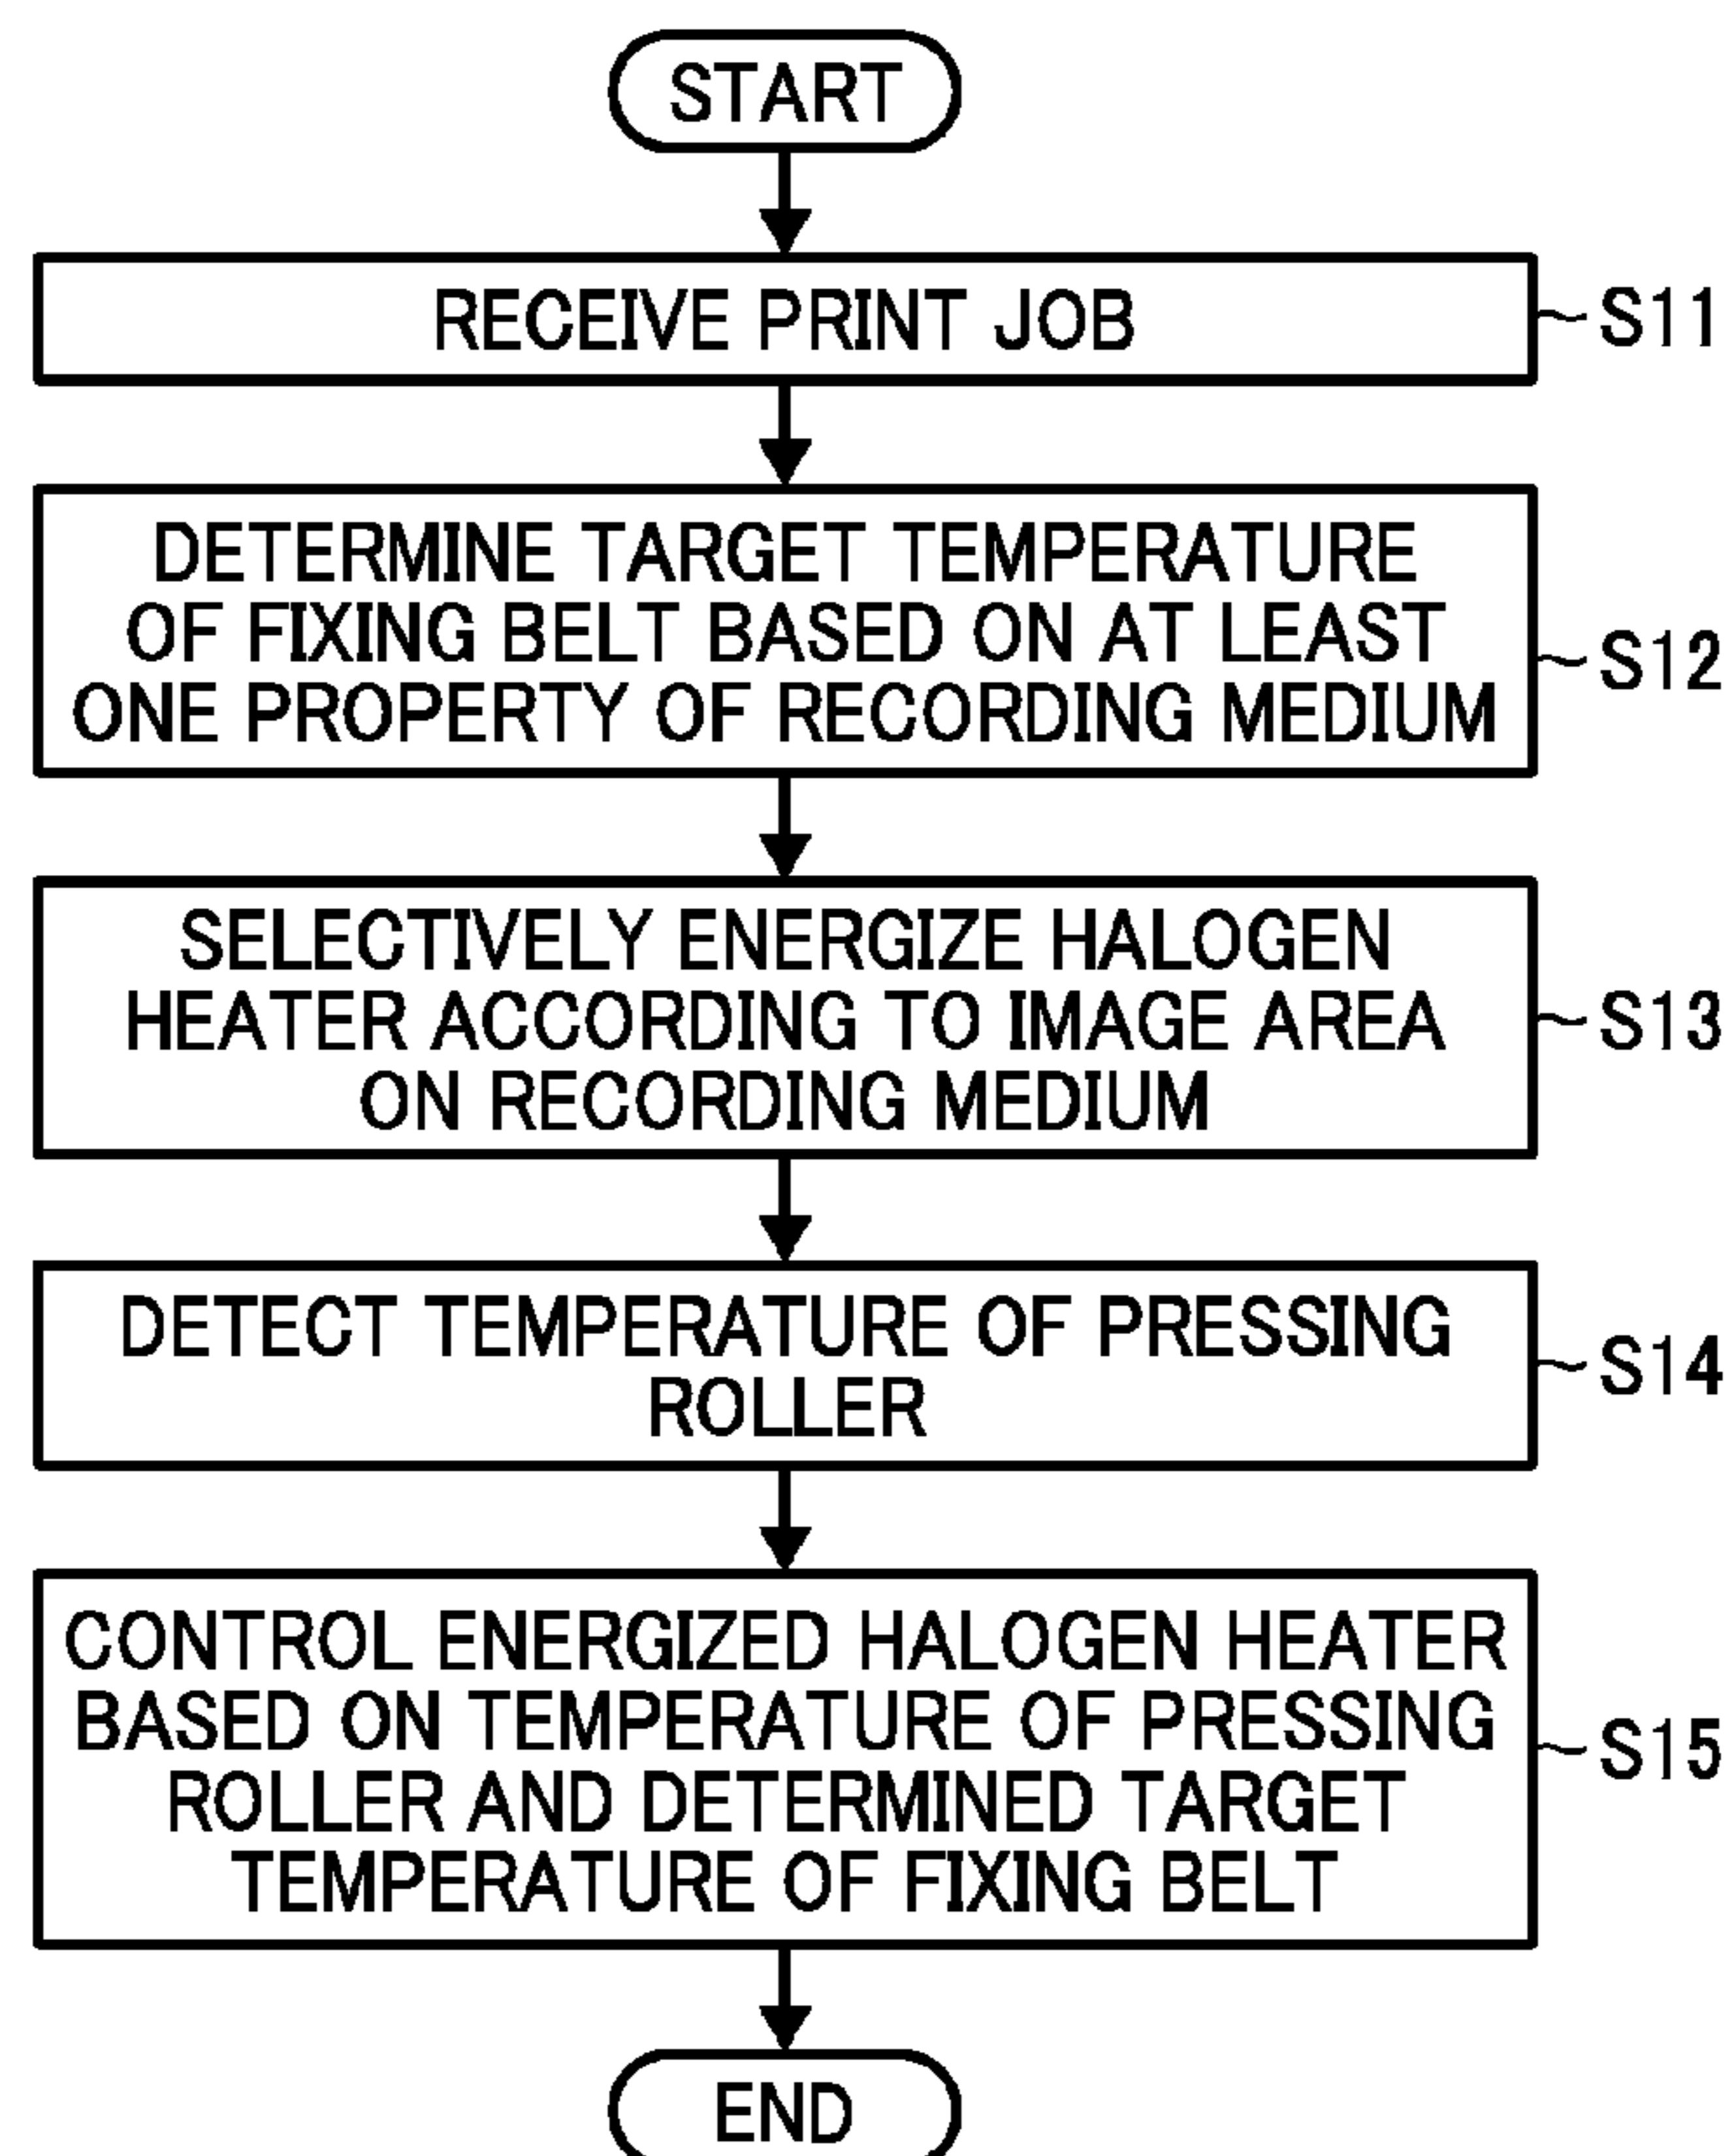 START
RECEIVE PRINT JOB
S11
DETERMINE TARGET TEMPERATURE
OF FIXING BELT BASED ON AT LEAST
ONE PROPERTY OF RECORDING MEDIUM
S12
SELECTIVELY ENERGIZE HALOGEN
HEATER ACCORDING TO IMAGE AREA
ON RECORDING MEDIUM
S13
DETECT TEMPERATURE OF PRESSING
ROLLER
S14
CONTROL ENERGIZED HALOGEN HEATER
BASED ON TEMPERATURE OF PRESSING
ROLLER AND DETERMINED TARGET
TEMPERATURE OF FIXING BELT
S15
END